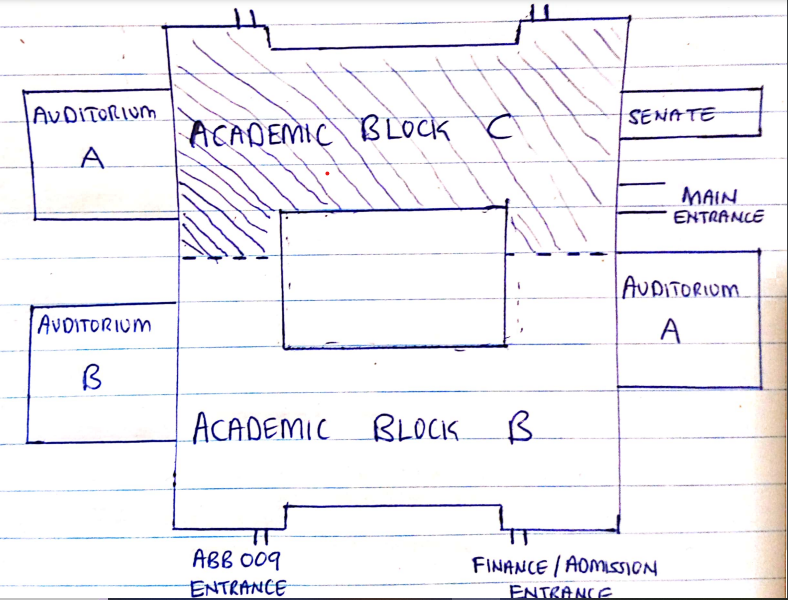 AUDITORIUM
A
ACADEMIC BLOCK C
SENATE
MAIN
ENTRANCE
AUDITORIUM
A
AUDITORIUM
B
ACADEMIC BLOCK B
ABB 009
ENTRANCE
FINANCE / ADMISSION
ENTRANCE